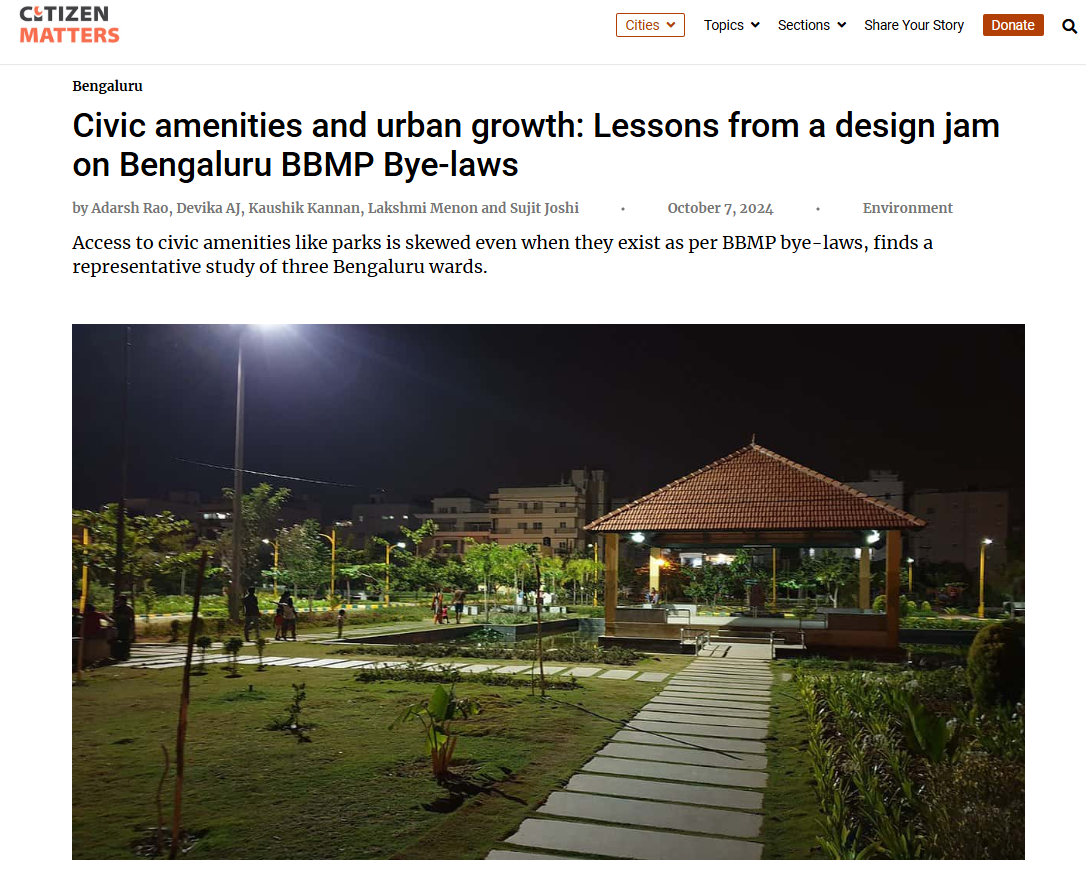 CITIZEN
MATTERS
Cities
Topics
Sections
Share Your Story
Donate
Bengaluru
Civic amenities and urban growth: Lessons from a design jam
on Bengaluru BBMP Bye-laws
by Adarsh Rao, Devika AJ, Kaushik Kannan, Lakshmi Menon and Sujit Joshi · October 7, 2024 · Environment
Access to civic amenities like parks is skewed even when they exist as per BBMP bye-laws, finds a
representative study of three Bengaluru wards.